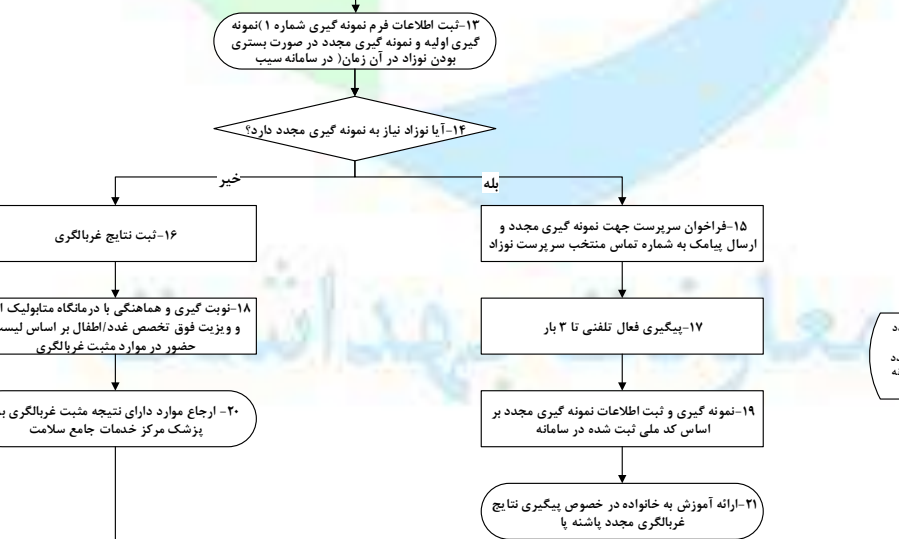 ۱۳-ثبت اطلاعات فرم نمونه گیری شماره ۱)نمونه
گیری اولیه و نمونه گیری مجدد در صورت بستری
بودن نوزاد در آن زمان( در سامانه سیب
۱۴-آیا نوزاد نیاز به نمونه گیری مجدد دارد؟
بله
خیر
۱۵-فراخوان سرپرست جهت نمونه گیری مجدد و
ارسال پیامک به شماره تماس منتخب سرپرست نوزاد
۱۶-ثبت نتایج غربالگری
۱۷-پیگیری فعال تلفنی تا ۳ بار
۱۸-نوبت گیری و هماهنگی با درمانگاه متابولیک
و ویزیت فوق تخصص غدد/اطفال بر اساس
حضور در موارد مثبت غربالگری
۱۹-نمونه گیری و ثبت اطلاعات نمونه گیری مجدد بر
اساس کد ملی ثبت شده در سامانه
۲۰- ارجاع موارد دارای نتیجه مثبت غربالگری
پزشک مرکز خدمات جامع سلامت
۲۱-ارائه آموزش به خانواده در خصوص پیگیری نتایج
غربالگری مجدد پاشنه پا
معاونت بهداشت